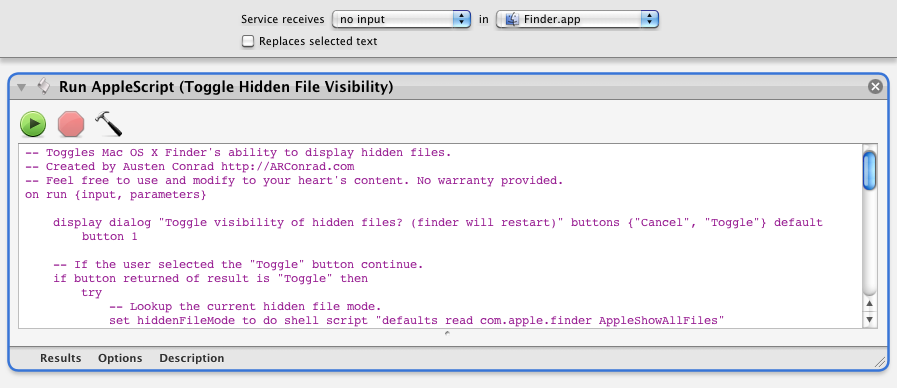 Service receives no input in Finder.app
Replaces selected text
Run AppleScript (Toggle Hidden File Visibility)
-- Toggles Mac OS X Finder's ability to display hidden files.
-- Created by Austen Conrad http://ARConrad.com
-- Feel free to use and modify to your heart's content. No warranty provided.
on run {input, parameters}
display dialog "Toggle visibility of hidden files? (finder will restart)" buttons {"Cancel", "Toggle"} default
button 1
-- If the user selected the "Toggle" button continue.
if button returned of result is "Toggle" then
try
-- Lookup the current hidden file mode.
set hiddenFileMode to do shell script "defaults read com.apple.finder AppleShowAllFiles"
Results Options Description